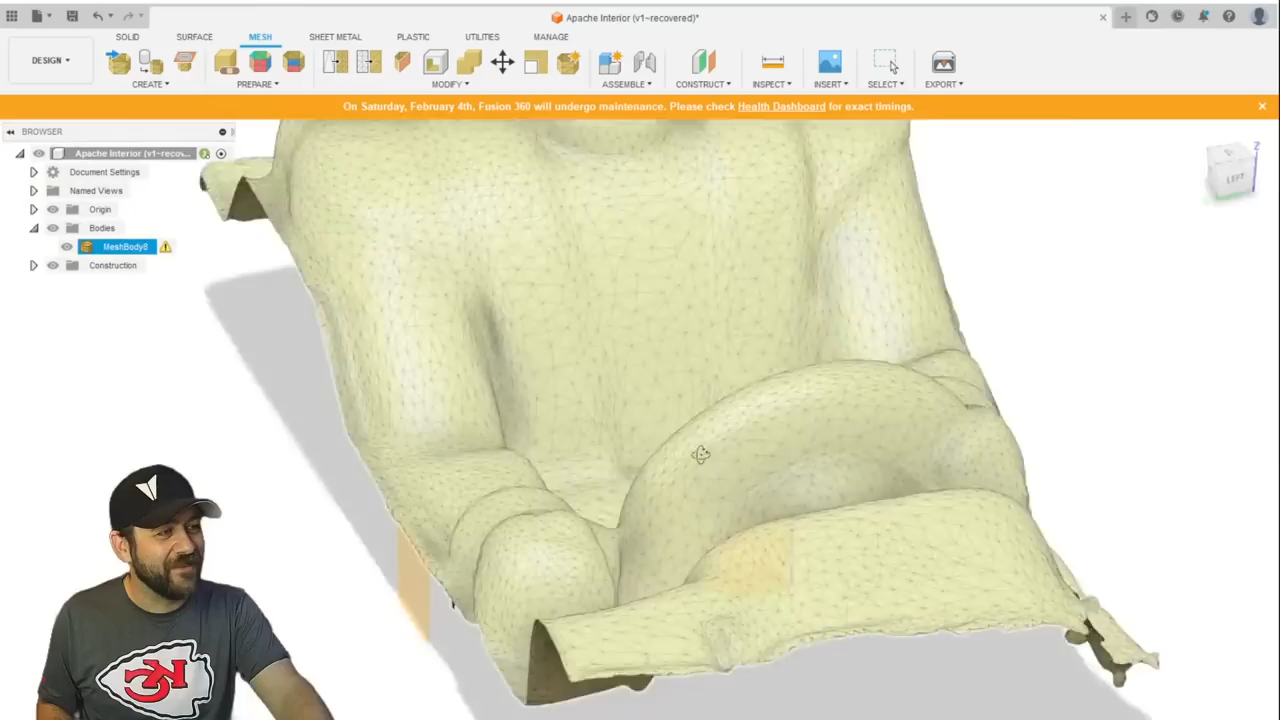 Apache Interior (v1~recovered)*
DESIGN
SOLID SURFACE MESH SHEET METAL PLASTIC UTILITIES MANAGE
CREATE PREPARE MODIFY ASSEMBLE CONSTRUCT INSPECT INSERT SELECT EXPORT
On Saturday, February 4th, Fusion 360 will undergo maintenance. Please check Health Dashboard for exact timings.
BROWSER
Apache Interior (v1~recov...
Document Settings
Named Views
Origin
Bodies
MeshBody8
Construction
Z
LEFT
KC